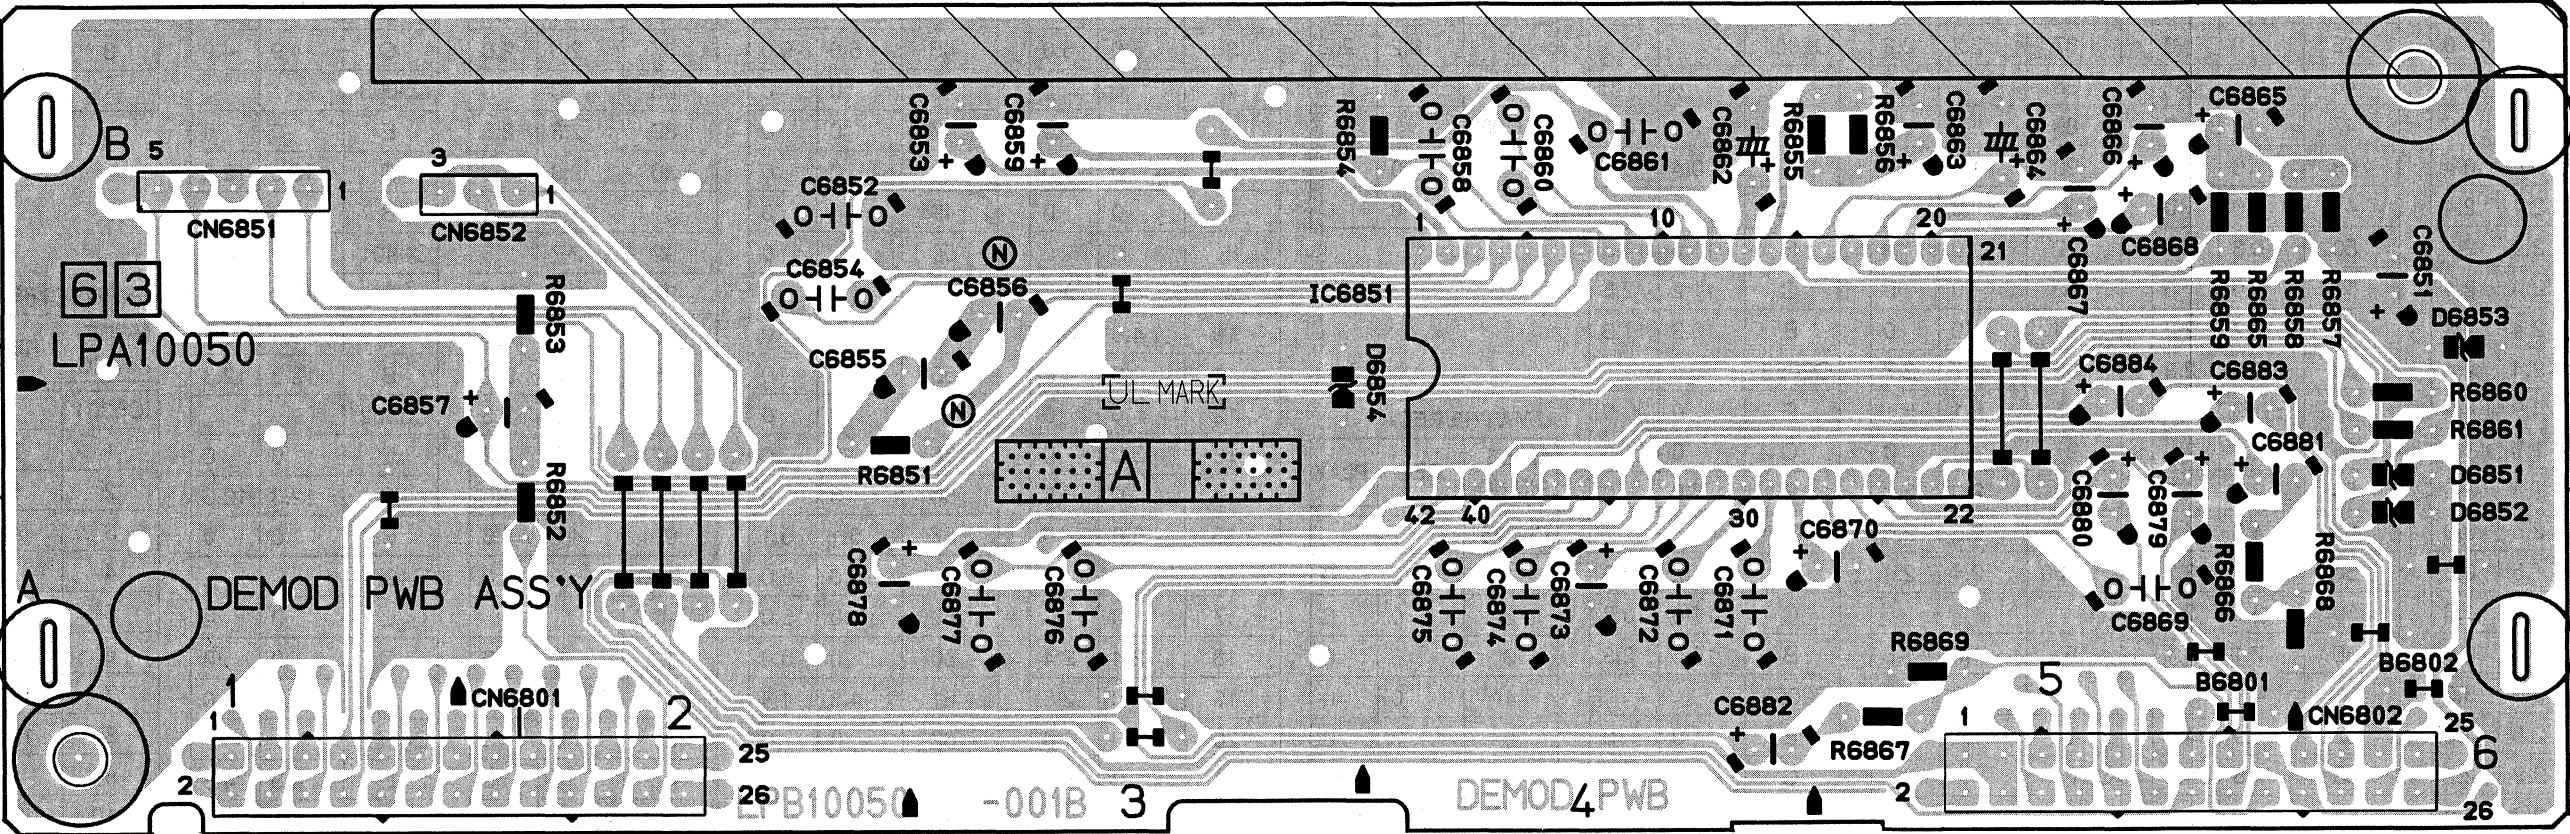 C6853
C6859
R6854
C6858
C6860
C6861
C6862
R6855
R6856
C6863
C6864
C6866
C6865
B
5
3
1
1
CN6851
CN6852
C6852
1
10
20
C6868
C6867
21
C6854
N
C6856
IC6851
R6859
R6865
R6858
R6857
C6851
D6853
6 3
LPA10050
R6853
C6855
UL MARK
D6854
C6884
C6883
R6860
C6857
N
R6861
C6881
R6851
A
D6851
R6852
42
40
30
22
D6852
C6870
C6880
C6879
C6878
C6877
C6876
C6875
C6874
C6873
C6872
C6871
R6866
R6868
A
DEMOD PWB ASS'Y
C6869
R6869
B6802
B6801
1
CN6801
2
5
1
C6882
1
CN6802
25
25
R6867
6
2
26
LPB10050 -001B
3
DEMOD PWB
4
2
26